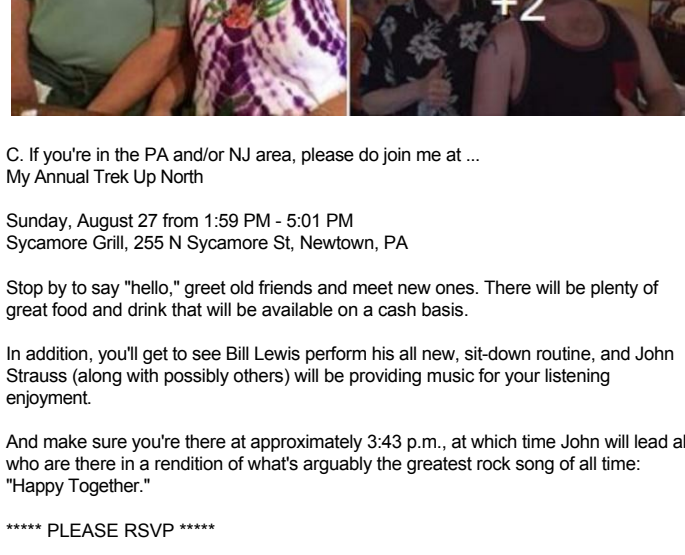 +2
C. If you're in the PA and/or NJ area, please do join me at ...
My Annual Trek Up North
Sunday, August 27 from 1:59 PM - 5:01 PM
Sycamore Grill, 255 N Sycamore St, Newtown, PA
Stop by to say "hello," greet old friends and meet new ones. There will be plenty of
great food and drink that will be available on a cash basis.
In addition, you'll get to see Bill Lewis perform his all new, sit-down routine, and John
Strauss (along with possibly others) will be providing music for your listening
enjoyment.
And make sure you're there at approximately 3:43 p.m., at which time John will lead al
who are there in a rendition of what's arguably the greatest rock song of all time:
"Happy Together."
***** PLEASE RSVP *****